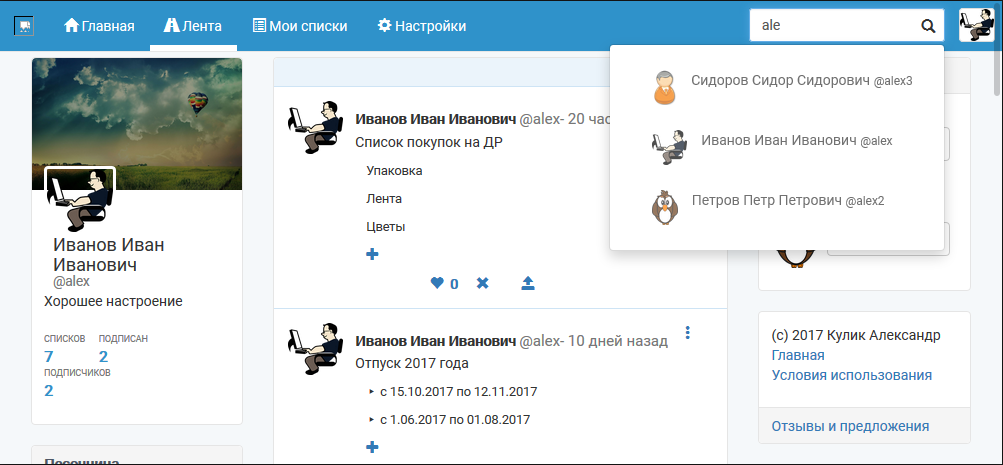 Главная Лента Мои списки Настройки ale
Сидоров Сидор Сидорович @alex3
Иванов Иван Иванович @alex
Петров Петр Петрович @alex2
Иванов Иван
Иванович
@alex
Хорошее настроение
СПИСКОВ ПОДПИСАН
7 2
ПОДПИСЧИКОВ
2
Иванов Иван Иванович @alex- 20 час
Список покупок на ДР
Упаковка
Лента
Цветы
0
Иванов Иван Иванович @alex- 10 дней назад
Отпуск 2017 года
с 15.10.2017 по 12.11.2017
с 1.06.2017 по 01.08.2017
(c) 2017 Кулик Александр
Главная
Условия использования
Отзывы и предложения